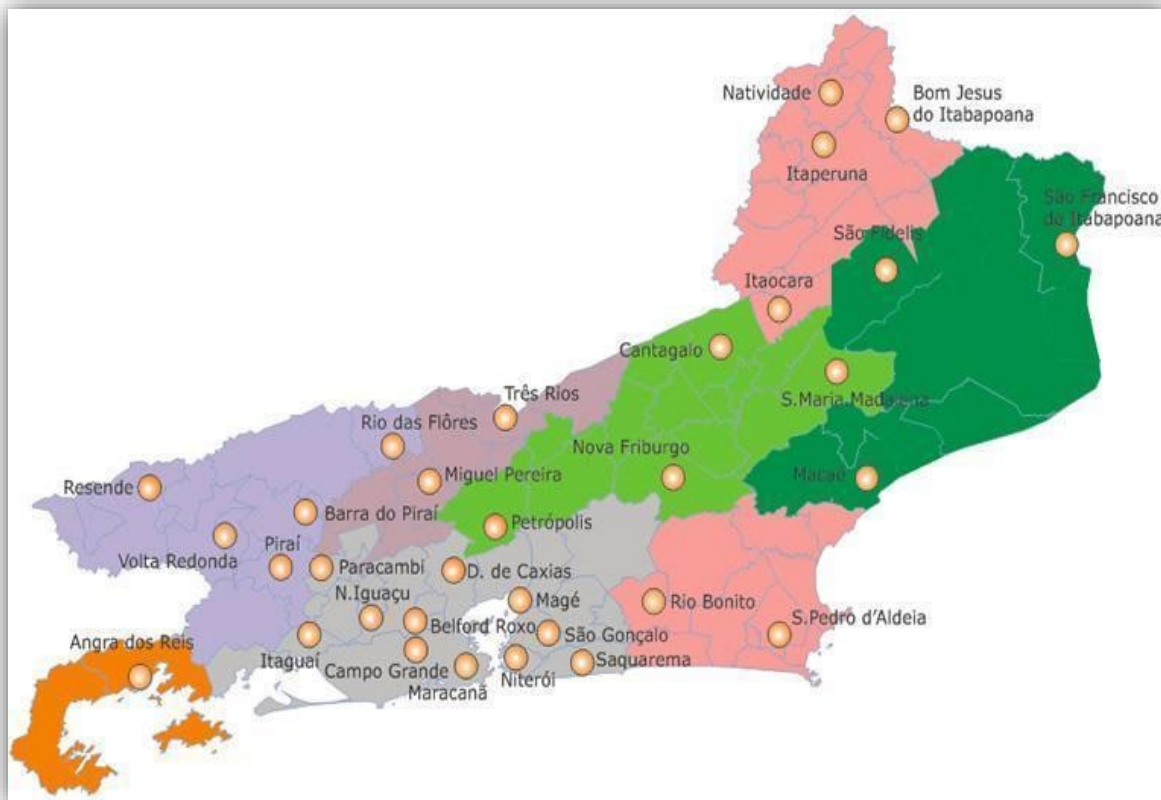 Natividade
Bom Jesus
do Itabapoana
Itaperuna
São Francisco
de Itabapoana
São Fidelis
Itaocara
Cantagalo
S.Maria.Madalena
Três Rios
Rio das Flôres
Nova Friburgo
Miguel Pereira
Macaé
Resende
Barra do Piraí
Petrópolis
Volta Redonda
Piraí
Paracambi
D. de Caxias
N.Iguaçu
Magé
Rio Bonito
Belford Roxo
São Gonçalo
S.Pedro d'Aldeia
Angra dos Reis
Itaguaí
Campo Grande
Saquarema
Maracanã
Niterói